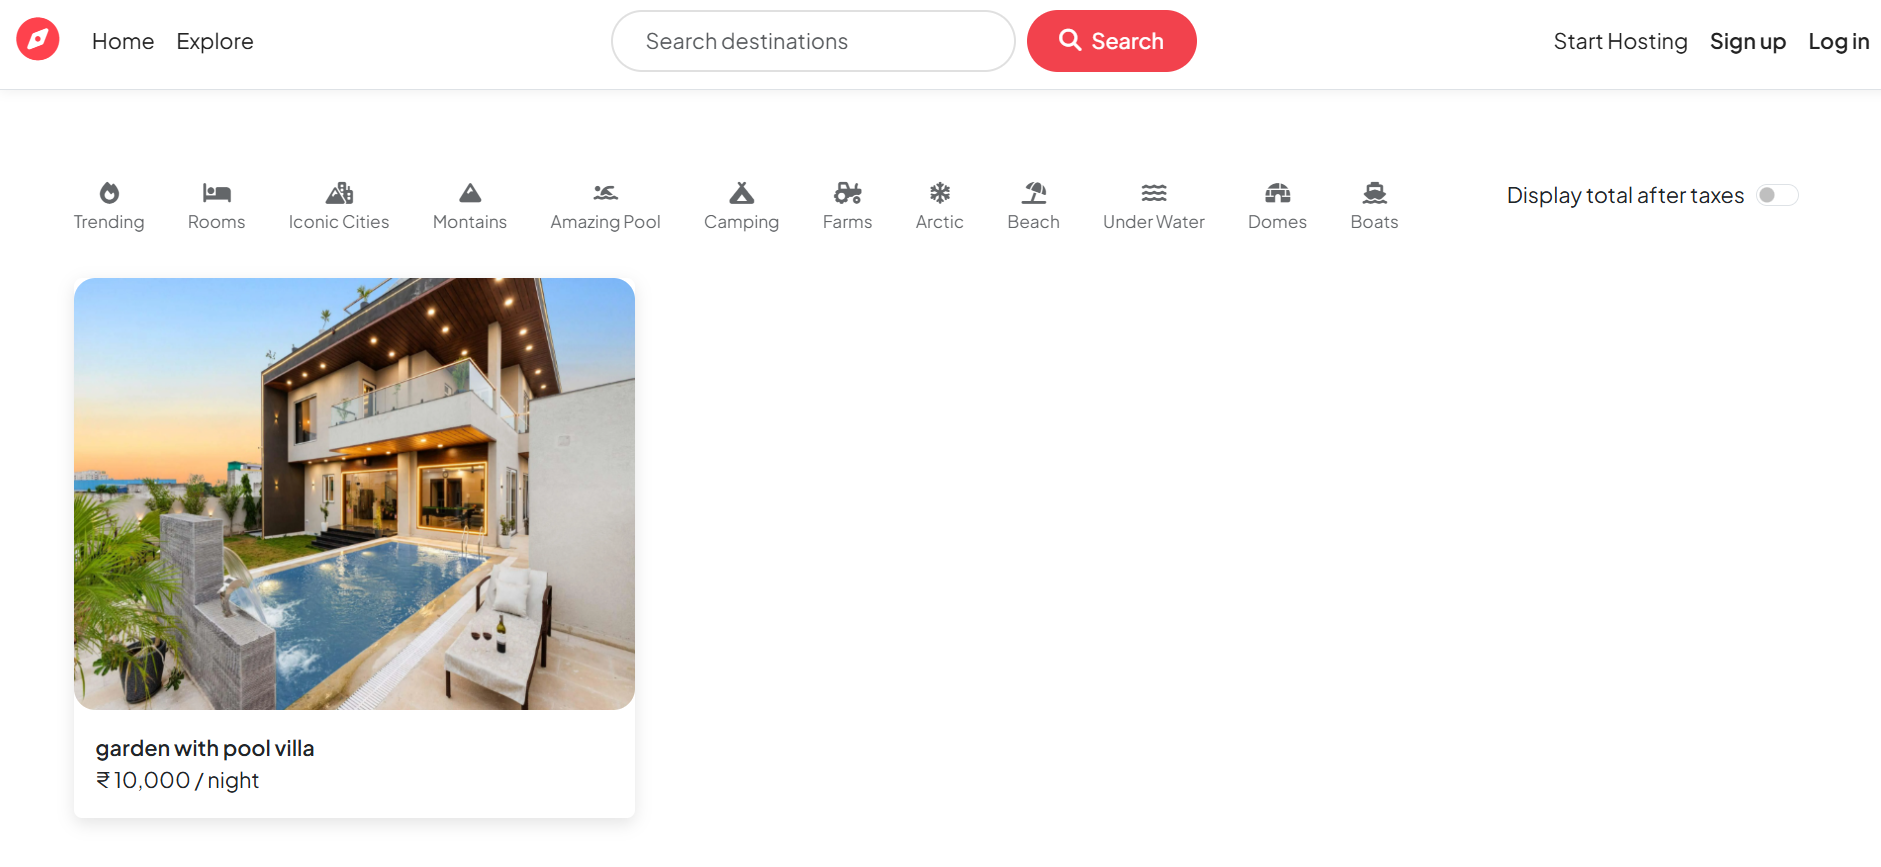 Home Explore Search destinations Search Start Hosting Sign up Log in
Trending Rooms Iconic Cities Montains Amazing Pool Camping Farms Arctic Beach Under Water Domes Boats Display total after taxes
garden with pool villa
₹ 10,000 / night